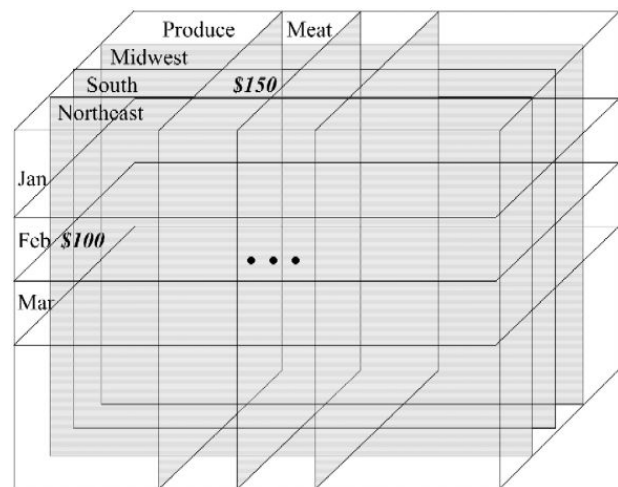 Produce Meat
Midwest
South $150
Northeast
Jan
Feb $100
Mar